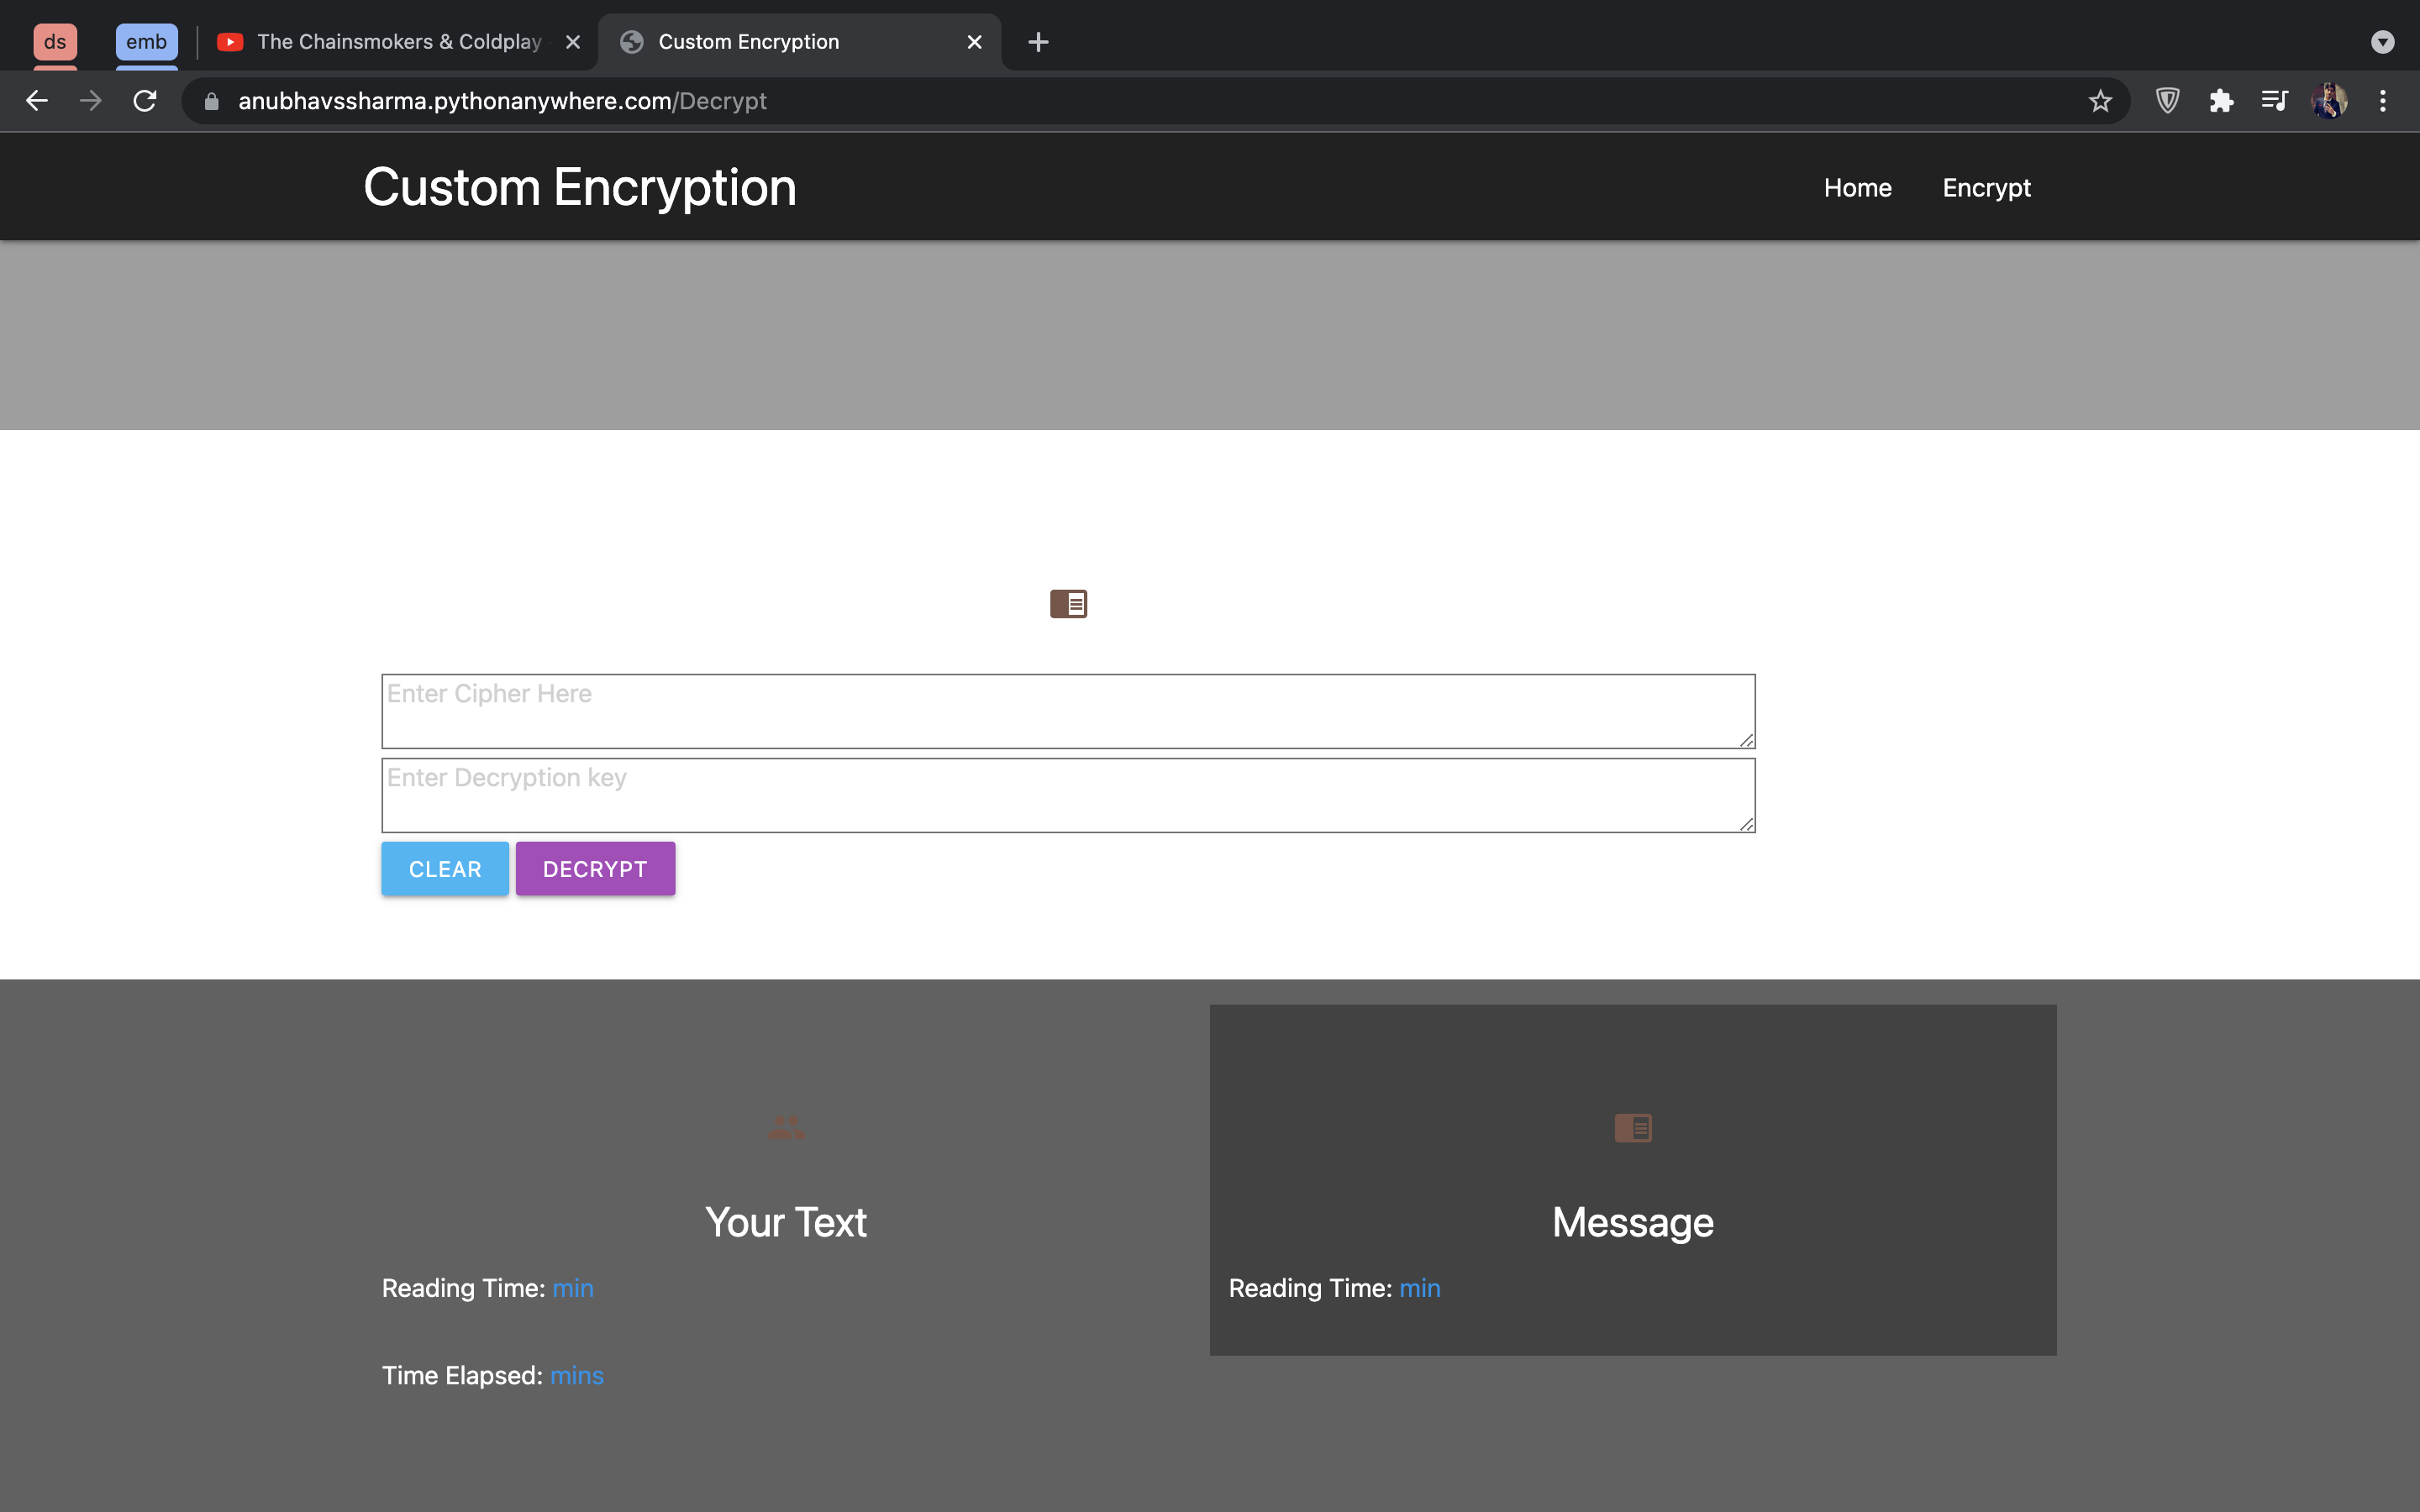 ds emb The Chainsmokers & Coldplay Custom Encryption
anubhavssharma.pythonanywhere.com/Decrypt
Custom Encryption Home Encrypt
Enter Cipher Here
Enter Decryption key
CLEAR DECRYPT
Your Text
Reading Time: min
Time Elapsed: mins
Message
Reading Time: min